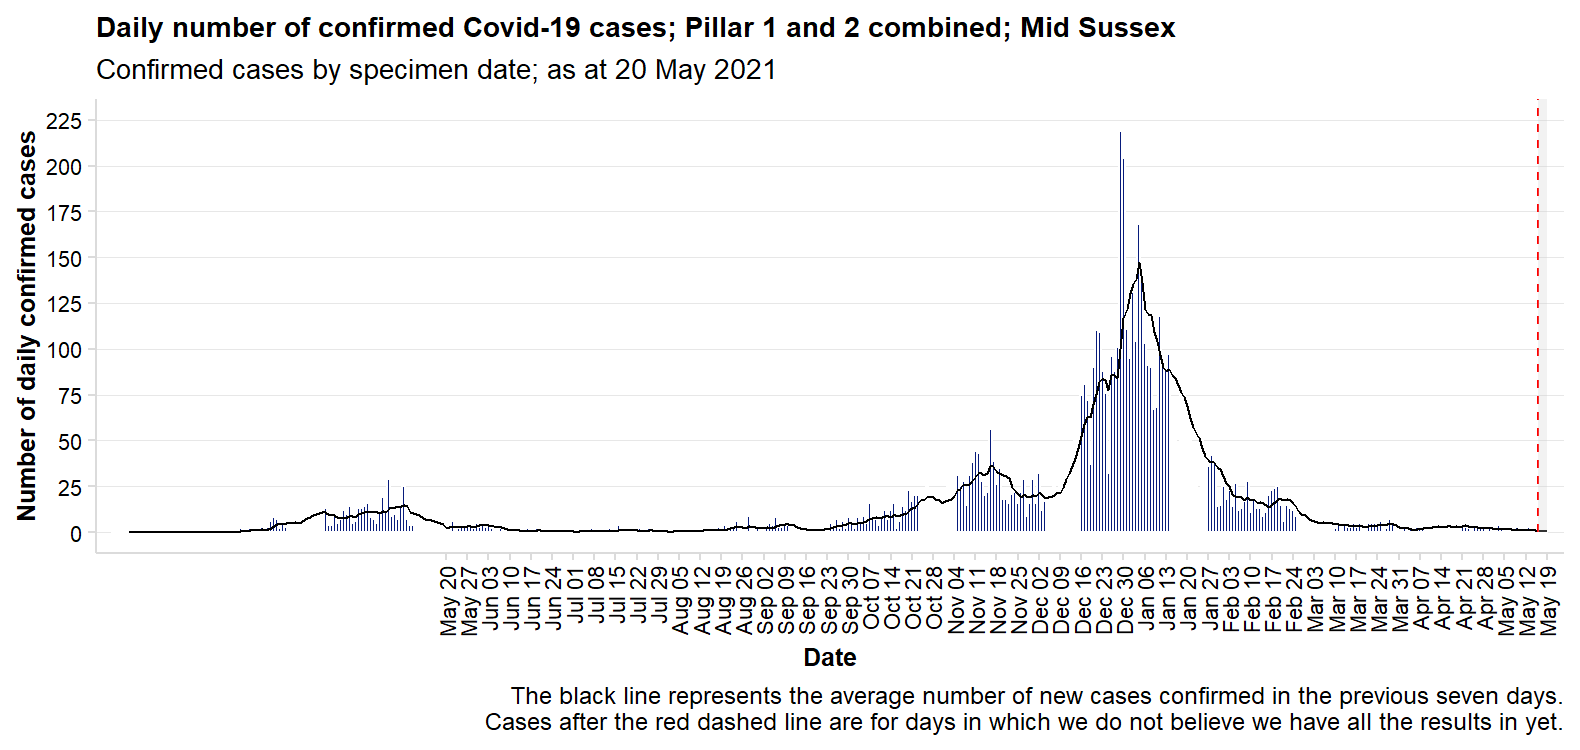 Daily number of confirmed Covid-19 cases; Pillar 1 and 2 combined; Mid Sussex
Confirmed cases by specimen date; as at 20 May 2021
Number of daily confirmed cases
225
200
175
150
125
100
75
50
25
0
May 20
May 27
Jun 03
Jun 10
Jun 17
Jun 24
Jul 01
Jul 08
Jul 15
Jul 22
Jul 29
Aug 05
Aug 12
Aug 19
Aug 26
Sep 02
Sep 09
Sep 16
Sep 23
Sep 30
Oct 07
Oct 14
Oct 21
Oct 28
Nov 04
Nov 11
Nov 18
Nov 25
Dec 02
Dec 09
Dec 16
Dec 23
Dec 30
Jan 06
Jan 13
Jan 20
Jan 27
Feb 03
Feb 10
Feb 17
Feb 24
Mar 03
Mar 10
Mar 17
Mar 24
Mar 31
Apr 07
Apr 14
Apr 21
Apr 28
May 05
May 12
May 19
Date
The black line represents the average number of new cases confirmed in the previous seven days.
Cases after the red dashed line are for days in which we do not believe we have all the results in yet.